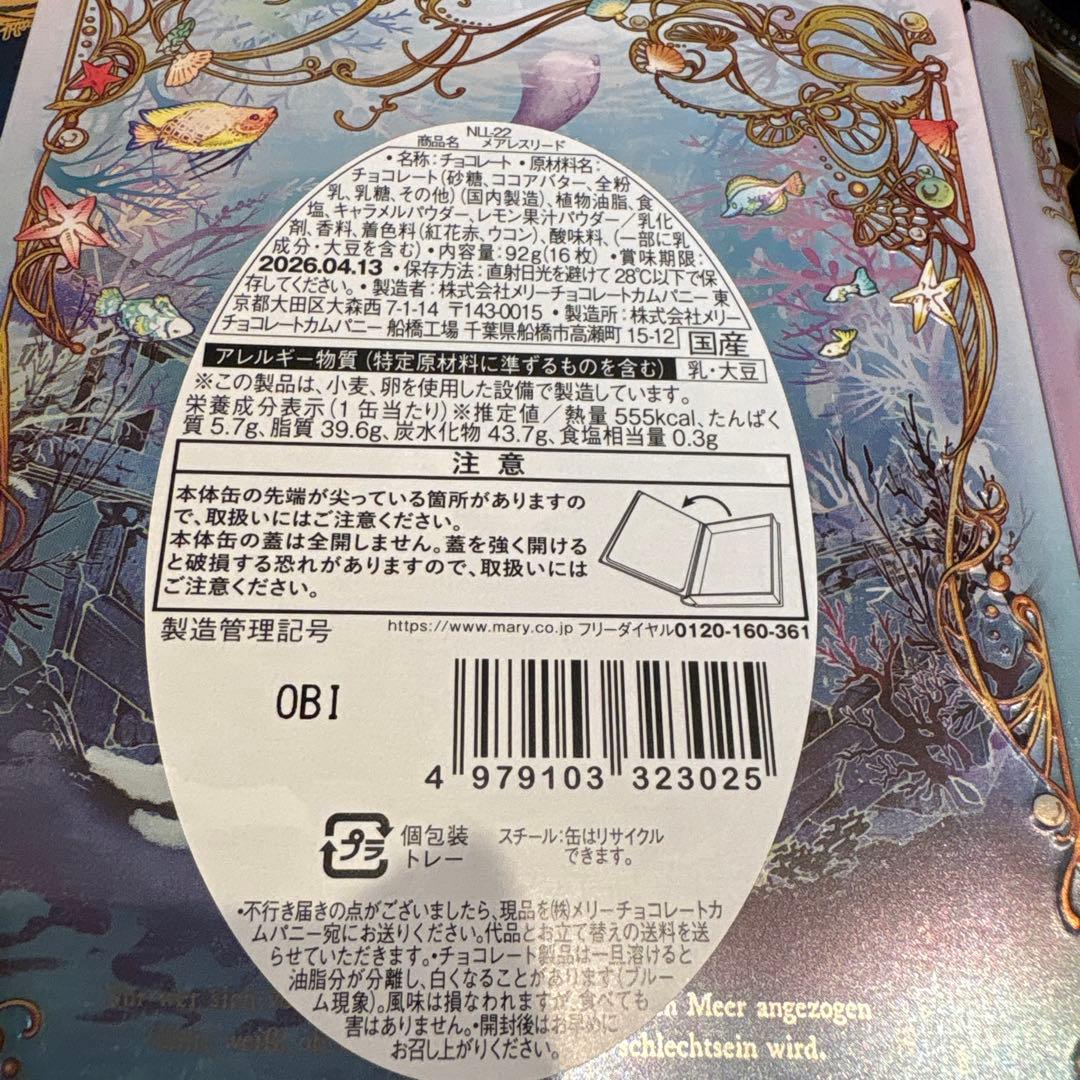 NLL-22
商品名 メアレスリード
・名称：チョコレート・原材料名：
チョコレート（砂糖、ココアバター、全粉
乳、乳糖、その他）（国内製造）、植物油脂、食
塩、キャラメルパウダー、レモン果汁パウダー／乳化
剤、香料、着色料（紅花赤、ウコン）、酸味料、（一部に乳
成分・大豆を含む）・内容量：92g（16枚）・賞味期限：
2026.04.13 ・保存方法：直射日光を避けて28℃以下で保
存してください。・製造者：株式会社メリーチョコレートカムパニー 東
京都大田区大森西7-1-14 〒143-0015・製造所：株式会社メリー
チョコレートカムパニー 船橋工場 千葉県船橋市高瀬町15-12 国産
アレルギー物質（特定原材料に準ずるものを含む） 乳・大豆
※この製品は、小麦、卵を使用した設備で製造しています。
栄養成分表示（1缶当たり）※推定値／熱量 555kcal、たんぱく
質 5.7g、脂質 39.6g、炭水化物 43.7g、食塩相当量 0.3g
注意
本体缶の先端が尖っている箇所がありますの
で、取扱いにはご注意ください。
本体缶の蓋は全開しません。蓋を強く開ける
と破損する恐れがありますので、取扱いには
ご注意ください。
製造管理記号 https://www.mary.co.jp フリーダイヤル0120-160-361
OBI
4 979103 323025
プラ 個包装
トレー
スチール：缶はリサイクル
できます。
・不行き届きの点がございましたら、現品を㈱メリーチョコレートカ
ムパニー宛にお送りください。代品とお立て替えの送料を送
らせていただきます。・チョコレート製品は一旦溶けると
油脂分が分離し、白くなることがあります（ブルー
ム現象）。風味は損なわれますが、食べても
害はありません。・開封後はお早めに
お召し上がりください。
Für wer sich
Meer angezogen
weiß
schlechtsein wird.